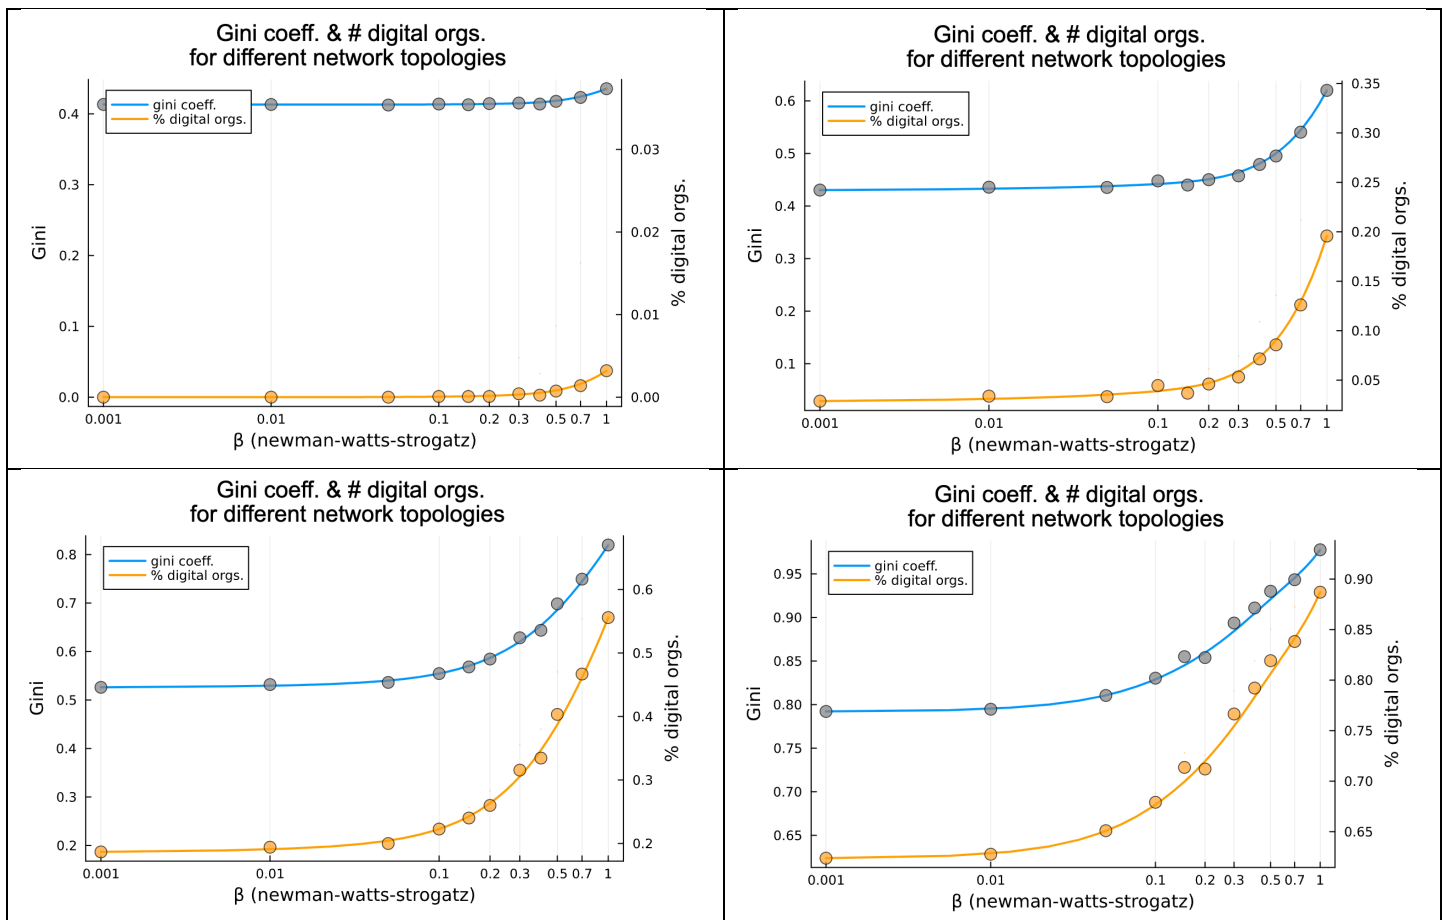 Gini coeff. & # digital orgs.
for different network topologies
gini coeff.
% digital orgs.
0.4
0.3
0.2
0.1
0.0
Gini
0.03
0.02
0.01
0.00
% digital orgs.
0.001 0.01 0.1 0.2 0.3 0.5 0.7 1
β (newman-watts-strogatz)
Gini coeff. & # digital orgs.
for different network topologies
gini coeff.
% digital orgs.
0.6
0.5
0.4
0.3
0.2
0.1
Gini
0.35
0.30
0.25
0.20
0.15
0.10
0.05
% digital orgs.
0.001 0.01 0.1 0.2 0.3 0.5 0.7 1
β (newman-watts-strogatz)
Gini coeff. & # digital orgs.
for different network topologies
gini coeff.
% digital orgs.
0.8
0.7
0.6
0.5
0.4
0.3
0.2
Gini
0.6
0.5
0.4
0.3
0.2
% digital orgs.
0.001 0.01 0.1 0.2 0.3 0.5 0.7 1
β (newman-watts-strogatz)
Gini coeff. & # digital orgs.
for different network topologies
gini coeff.
% digital orgs.
0.95
0.90
0.85
0.80
0.75
0.70
0.65
Gini
0.90
0.85
0.80
0.75
0.70
0.65
% digital orgs.
0.001 0.01 0.1 0.2 0.3 0.5 0.7 1
β (newman-watts-strogatz)